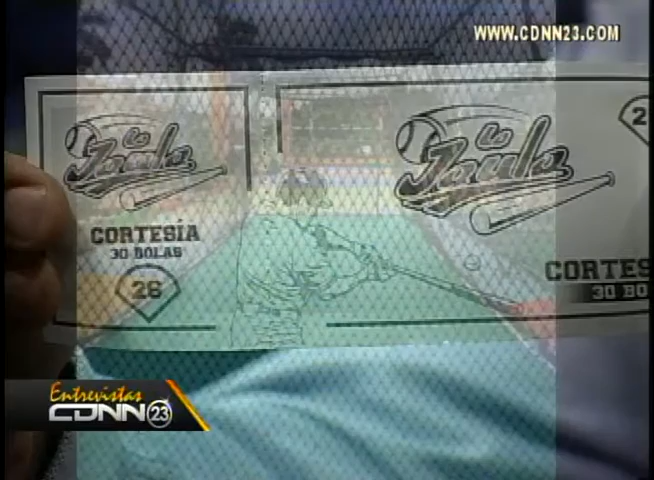 WWW.CDNN23.COM
La Jaula
CORTESÍA
30 BOLAS
26
La Jaula
2
CORTES
30 BO
Entrevistas
CDNN 23